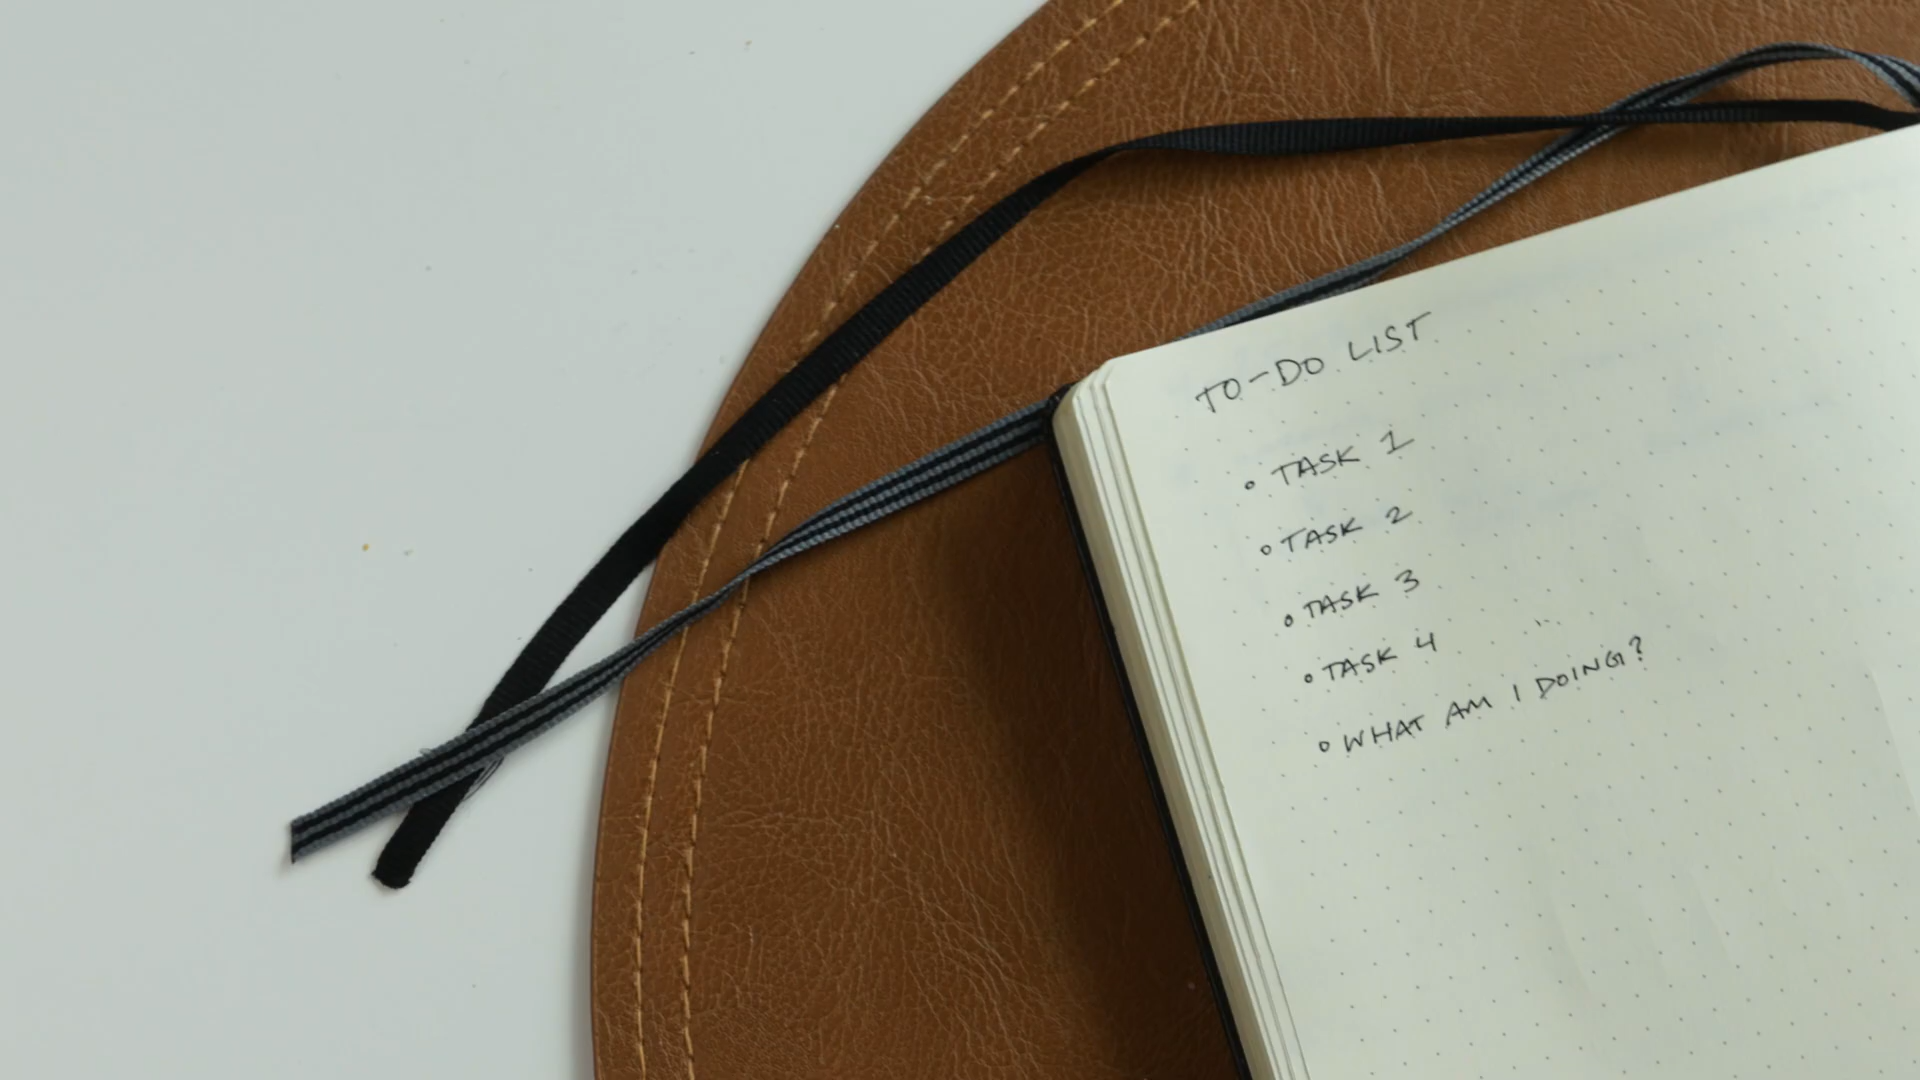 TO-DO LIST
◦ TASK 1
◦ TASK 2
◦ TASK 3
◦ TASK 4
◦ WHAT AM I DOING?